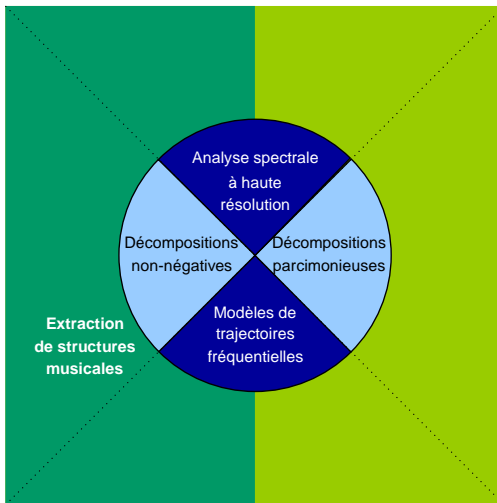 Analyse spectrale
à haute
résolution
Décompositions
non-négatives
Décompositions
parcimonieuses
Modèles de
trajectoires
fréquentielles
Extraction
de structures
musicales